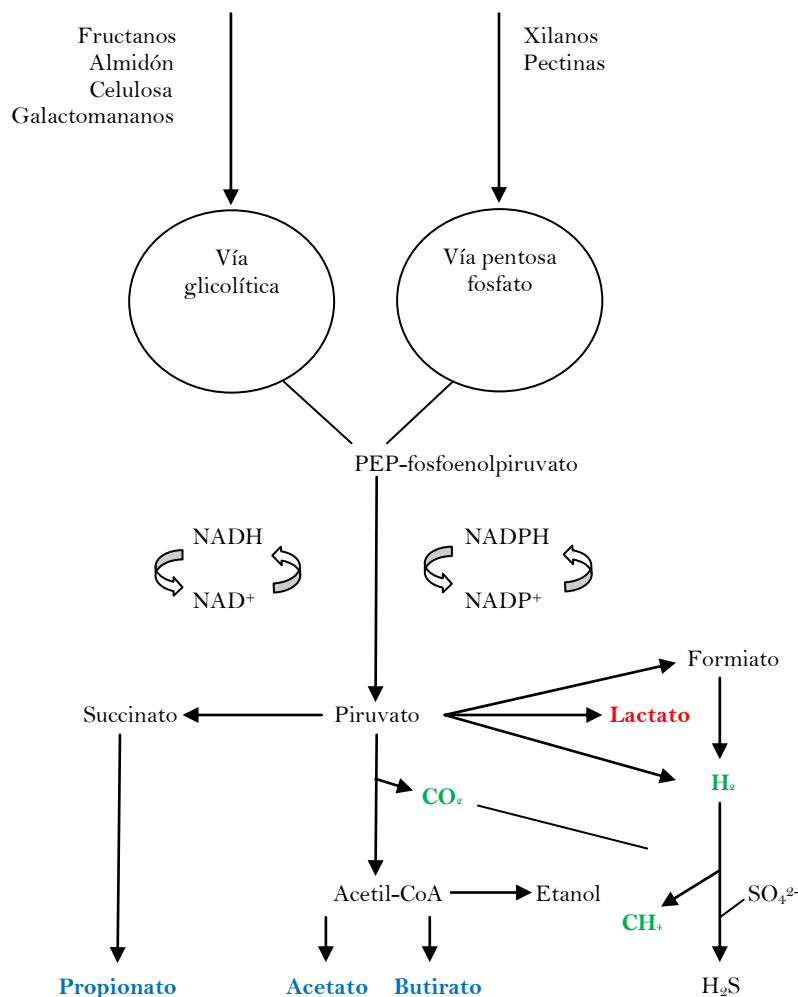 Fructanos
Almidón
Celulosa
Galactomananos
Xilanos
Pectinas
Vía
glicolítica
Vía pentosa
fosfato
PEP-fosfoenolpiruvato
NADH
NAD⁺
NADPH
NADP⁺
Formiato
Succinato
Piruvato
Lactato
CO₂
H₂
Acetil-CoA
Etanol
CH₄
SO₄²⁻
Propionato
Acetato
Butirato
H₂S